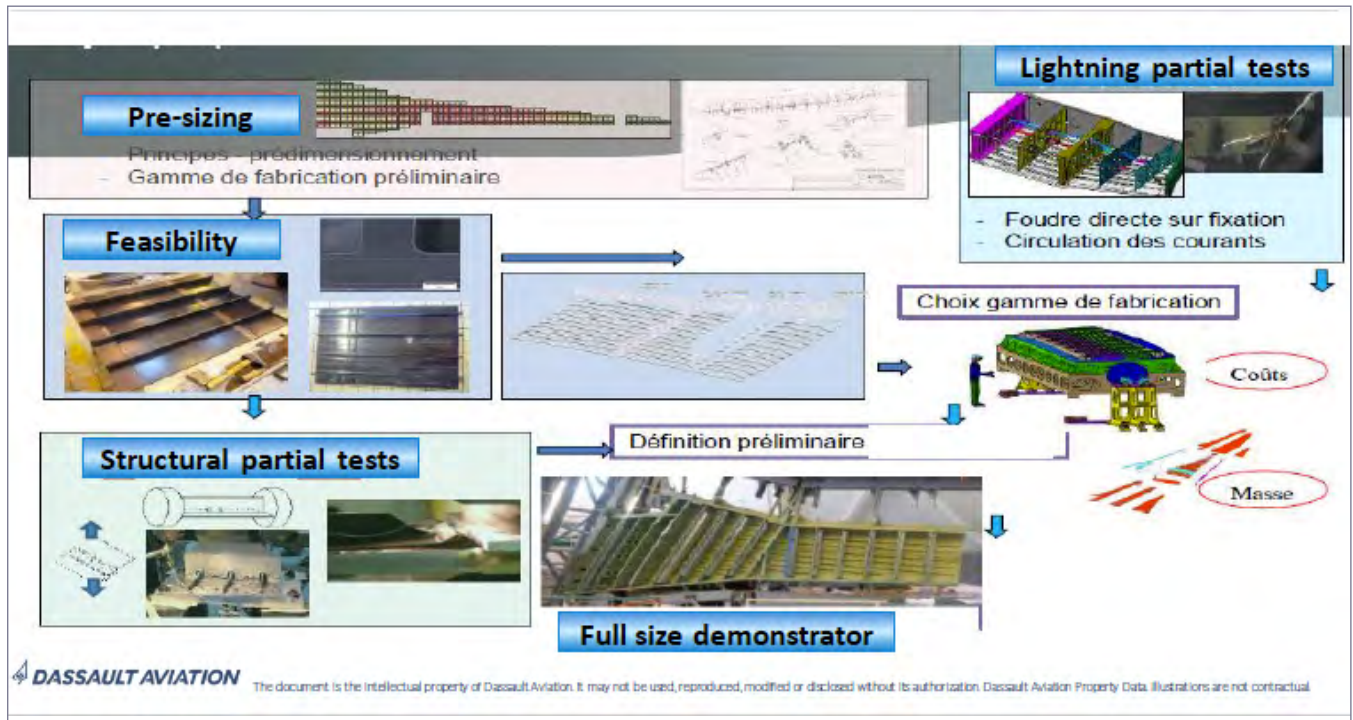 Lightning partial tests
Pre-sizing
- Principes - prédimensionnement
- Gamme de fabrication préliminaire
- Foudre directe sur fixation
- Circulation des courants
Feasibility
Choix gamme de fabrication
Coûts
Structural partial tests
Définition préliminaire
Masse
Full size demonstrator
DASSAULT AVIATION
The document is the intellectual property of Dassault Aviation. It may not be used, reproduced, modified or disclosed without its authorization. Dassault Aviation Property Data. Illustrations are not contractual.